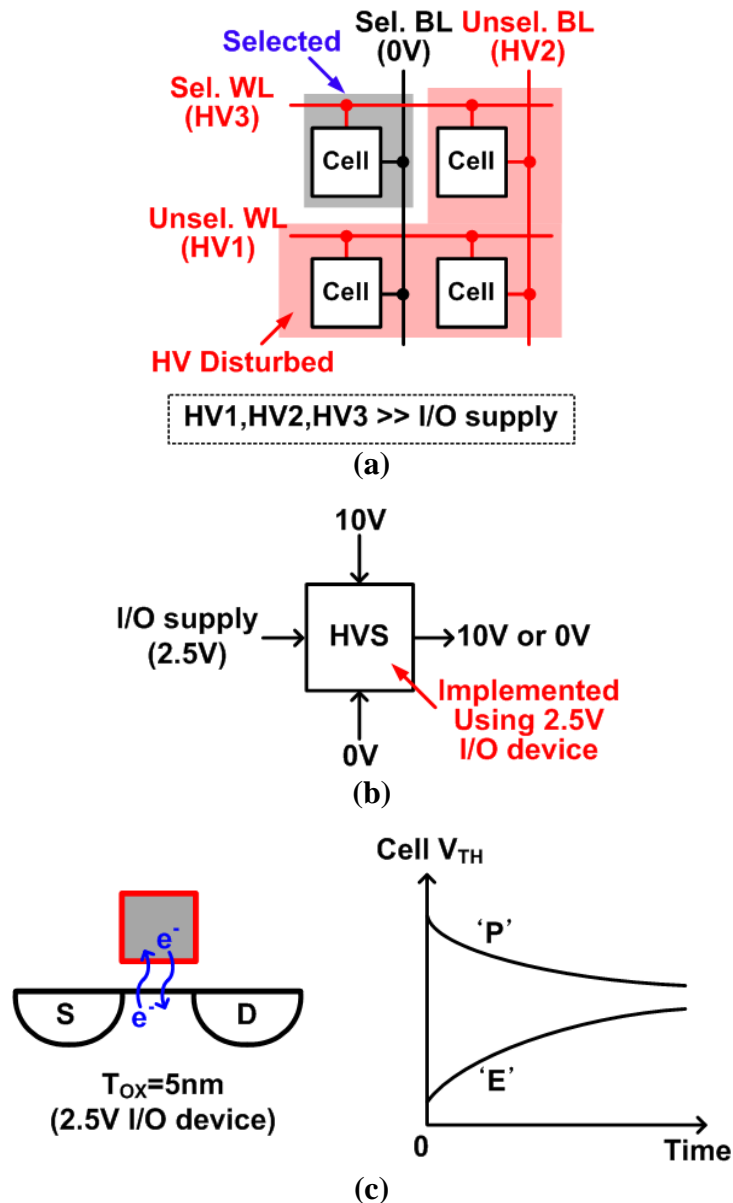 Sel. BL
(0V)
Unsel. BL
(HV2)
Selected
Sel. WL
(HV3)
Cell
Cell
Unsel. WL
(HV1)
Cell
Cell
HV Disturbed
HV1,HV2,HV3 >> I/O supply
(a)
10V
I/O supply
(2.5V)
HVS
10V or 0V
Implemented
Using 2.5V
I/O device
0V
(b)
Cell VTH
e-
e-
S
D
TOX=5nm
(2.5V I/O device)
‘P’
‘E’
0
Time
(c)